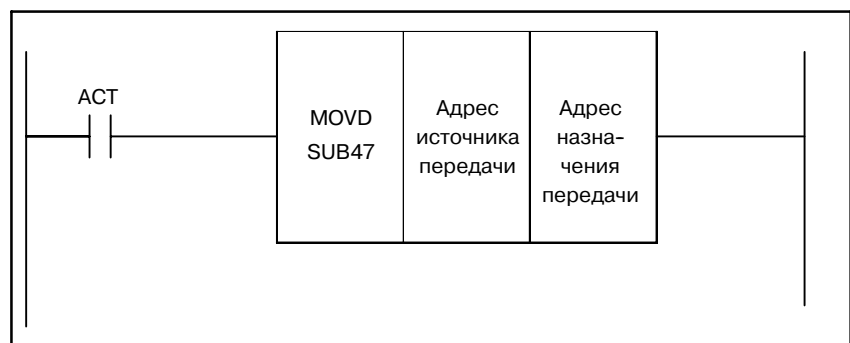 ACT
MOVD
SUB47
Адрес
источника
передачи
Адрес
назна-
чения
передачи